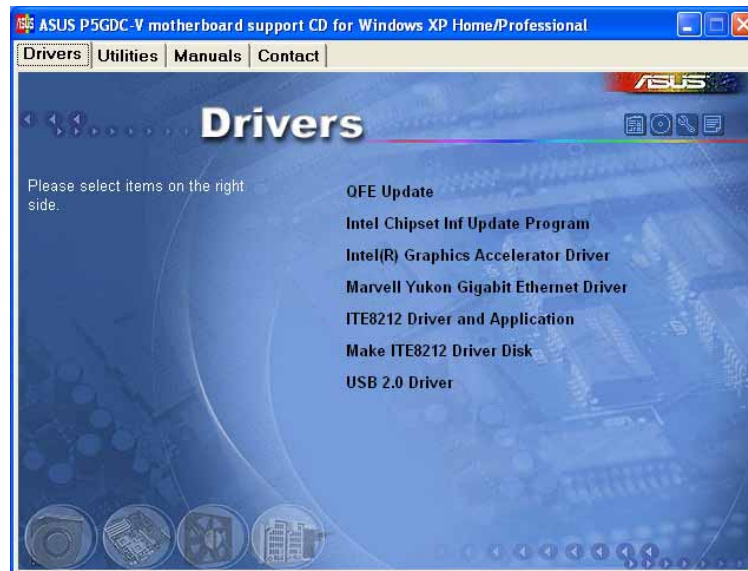 ASUS P5GDC-V motherboard support CD for Windows XP Home/Professional
Drivers Utilities Manuals Contact
ASUS
Drivers
Please select items on the right
side.
QFE Update
Intel Chipset Inf Update Program
Intel(R) Graphics Accelerator Driver
Marvell Yukon Gigabit Ethernet Driver
ITE8212 Driver and Application
Make ITE8212 Driver Disk
USB 2.0 Driver